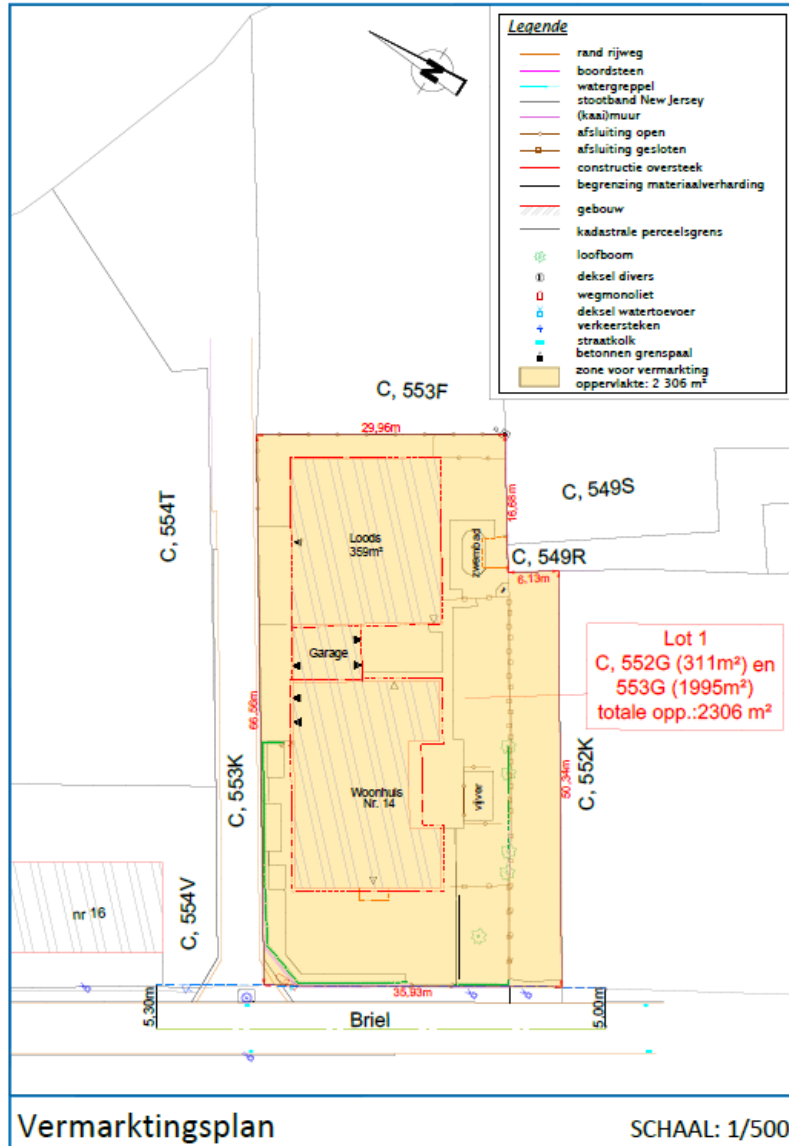 Legende
rand rijweg
boordsteen
watergreppel
stootband New Jersey
(kaai)muur
afsluiting open
afsluiting gesloten
constructie oversteek
begrenzing materiaalverharding
gebouw
kadastrale perceelsgrens
loofboom
deksel divers
wegmonoliet
deksel watertoevoer
verkeersteken
straatkolk
betonnen grenspaal
zone voor vermarkting
oppervlakte: 2 306 m²
N
C, 553F
29,96m
C, 549S
16,68m
C, 554T
Loods
359m²
zwembad
C, 549R
6,13m
Garage
Lot 1
C, 552G (311m²) en
553G (1995m²)
totale opp.:2306 m²
66,56m
C, 553K
Woonhuis
Nr. 14
vijver
50,34m
C, 552K
nr 16
C, 554V
35,93m
5,30m
Briel
5,00m
Vermarktingsplan
SCHAAL: 1/500